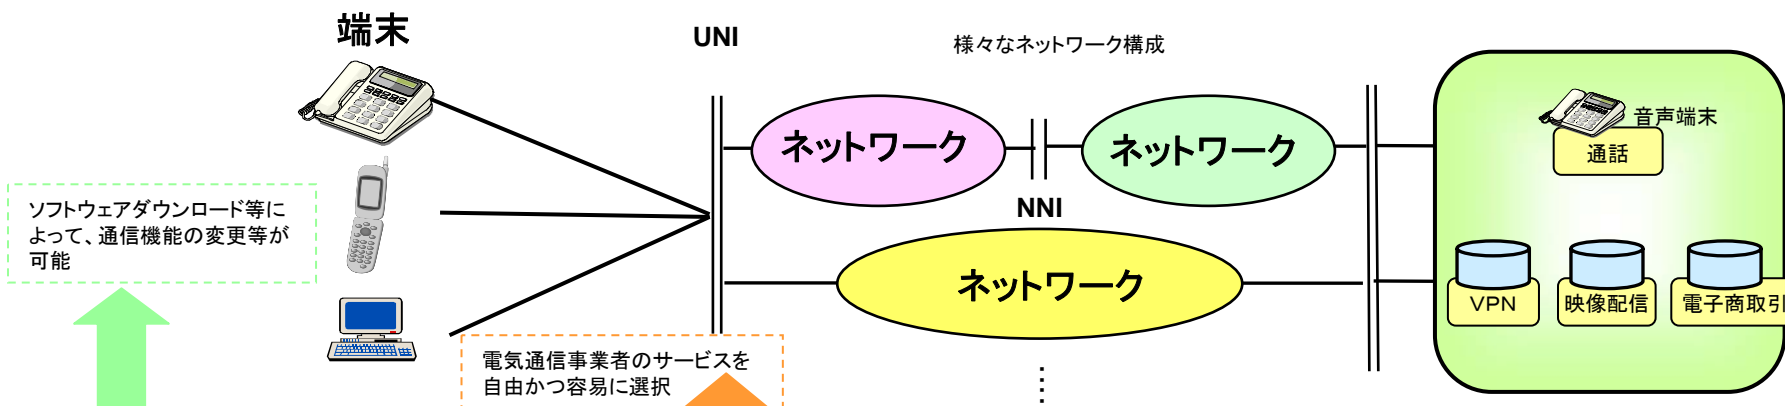 端末
UNI
様々なネットワーク構成
音声端末
通話
ネットワーク
ネットワーク
NNI
ソフトウェアダウンロード等に
よって、通信機能の変更等が
可能
ネットワーク
VPN
映像配信
電子商取引
電気通信事業者のサービスを
自由かつ容易に選択